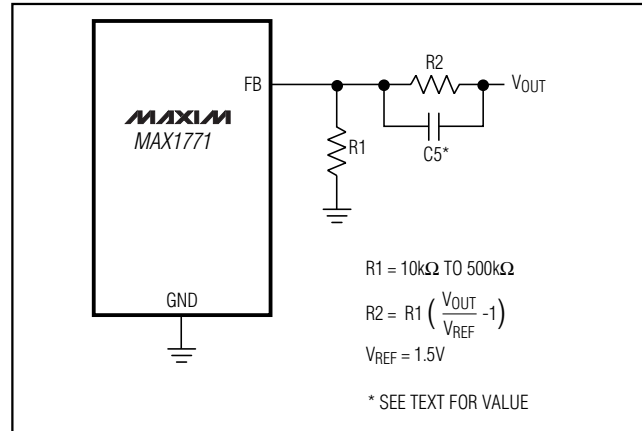 R2
FB
VOUT
MAXIM
MAX1771
R1
C5*
R1 = 10kΩ TO 500kΩ
GND
R2 = R1 ( VOUT / VREF -1)
VREF = 1.5V
* SEE TEXT FOR VALUE